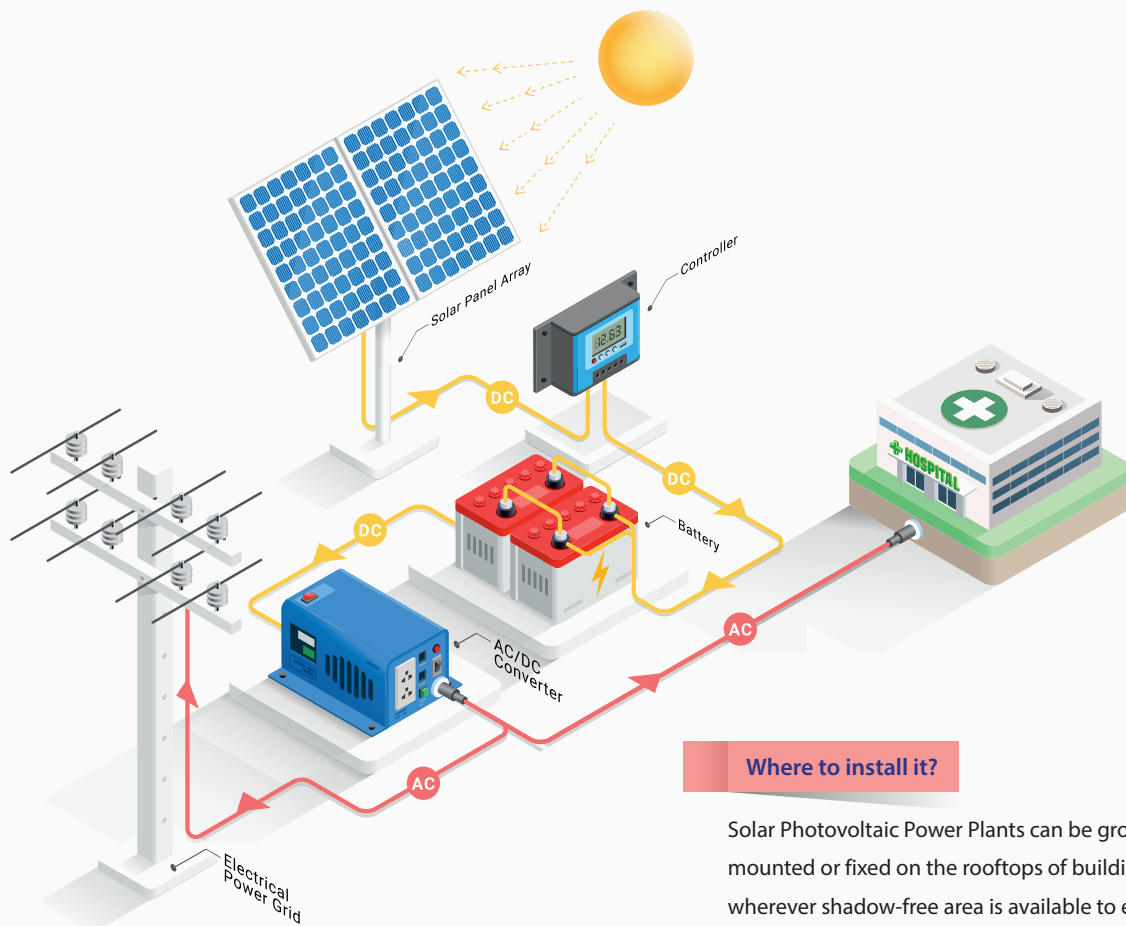 Solar Panel Array
Controller
12.63
DC
DC
HOSPITAL
DC
Battery
AC
AC/DC
Converter
AC
Electrical
Power Grid
Where to install it?
Solar Photovoltaic Power Plants can be
mounted or fixed on the rooftops of
wherever shadow-free area is available to